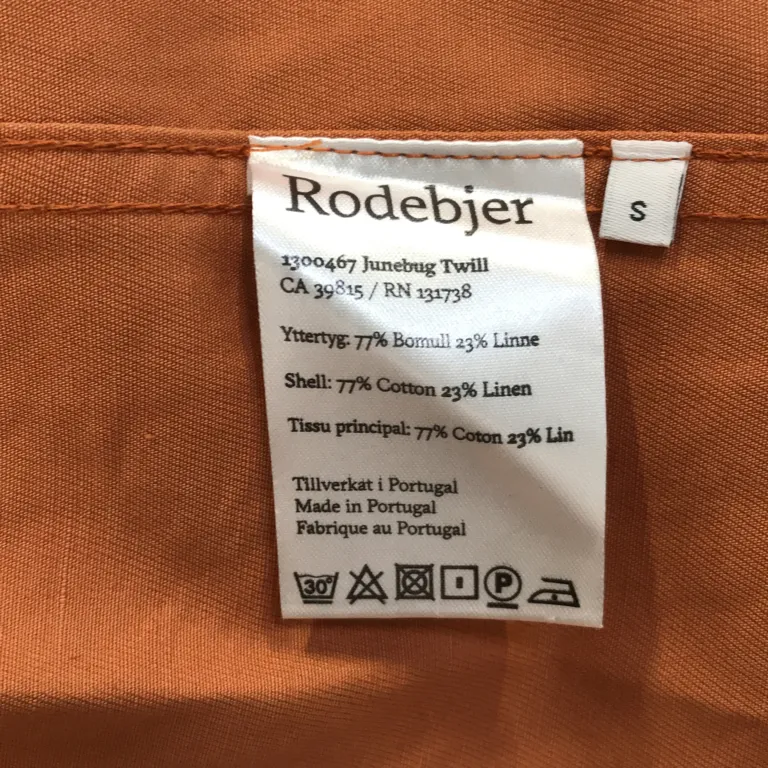 Rodebjer
S
1300467 Junebug Twill
CA 39815 / RN 131738
Yttertyg: 77% Bomull 23% Linne
Shell: 77% Cotton 23% Linen
Tissu principal: 77% Coton 23% Lin
Tillverkat i Portugal
Made in Portugal
Fabrique au Portugal
30°
P